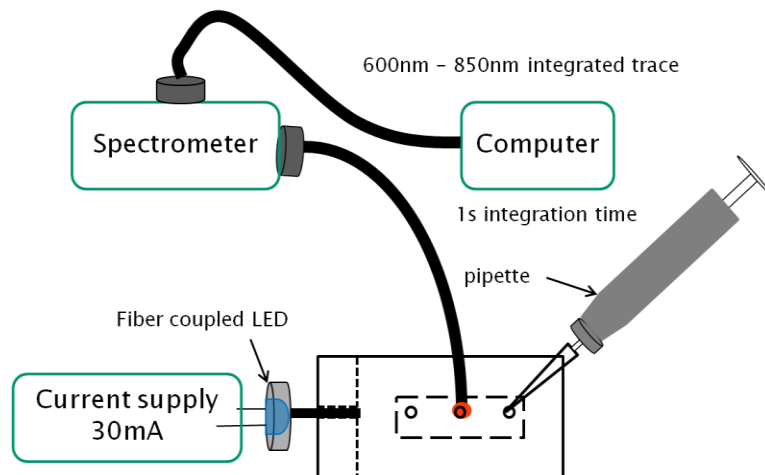 600nm – 850nm integrated trace
Spectrometer
Computer
1s integration time
pipette
Fiber coupled LED
Current supply
30mA